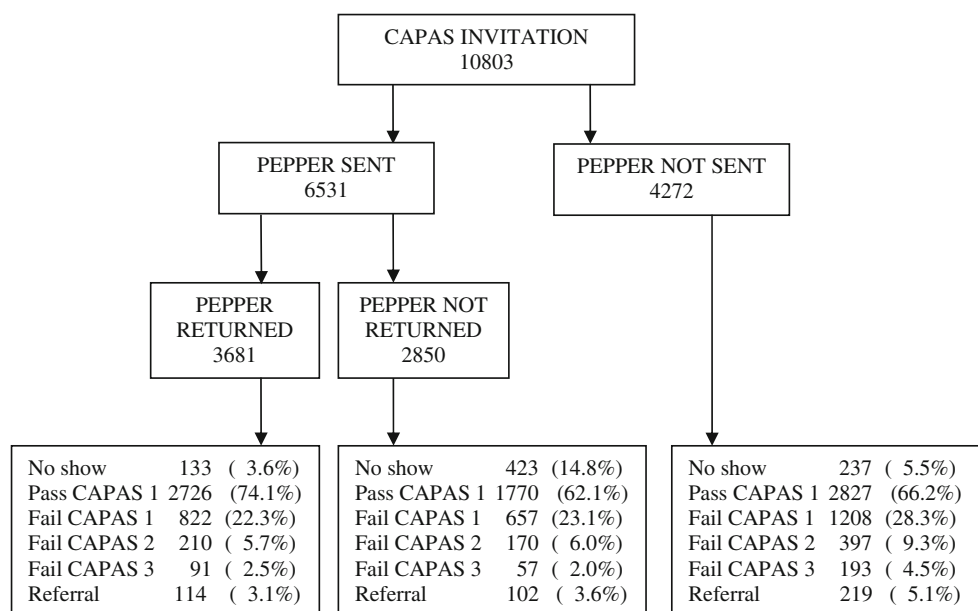 CAPAS INVITATION
10803
PEPPER SENT
6531
PEPPER NOT SENT
4272
PEPPER
RETURNED
3681
PEPPER NOT
RETURNED
2850
No show 133 ( 3.6%)
Pass CAPAS 1 2726 (74.1%)
Fail CAPAS 1 822 (22.3%)
Fail CAPAS 2 210 ( 5.7%)
Fail CAPAS 3 91 ( 2.5%)
Referral 114 ( 3.1%)
No show 423 (14.8%)
Pass CAPAS 1 1770 (62.1%)
Fail CAPAS 1 657 (23.1%)
Fail CAPAS 2 170 ( 6.0%)
Fail CAPAS 3 57 ( 2.0%)
Referral 102 ( 3.6%)
No show 237 ( 5.5%)
Pass CAPAS 1 2827 (66.2%)
Fail CAPAS 1 1208 (28.3%)
Fail CAPAS 2 397 ( 9.3%)
Fail CAPAS 3 193 ( 4.5%)
Referral 219 ( 5.1%)